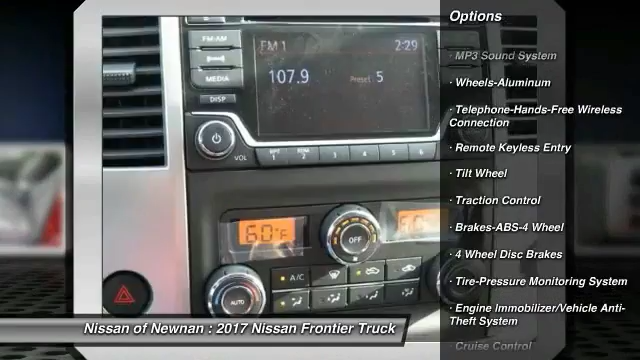 Options
· MP3 Sound System
· Wheels-Aluminum
· Telephone-Hands-Free Wireless
Connection
· Remote Keyless Entry
· Tilt Wheel
· Traction Control
· Brakes-ABS-4 Wheel
· 4 Wheel Disc Brakes
· Tire-Pressure Monitoring System
· Engine Immobilizer/Vehicle Anti-
Theft System
· Cruise Control
FM-AM
MEDIA
DISP
VOL
FM 1
2:29
107.9
Preset 5
1
2
3
4
5
6
60°F
OFF
60
A/C
AUTO
Nissan of Newnan : 2017 Nissan Frontier Truck